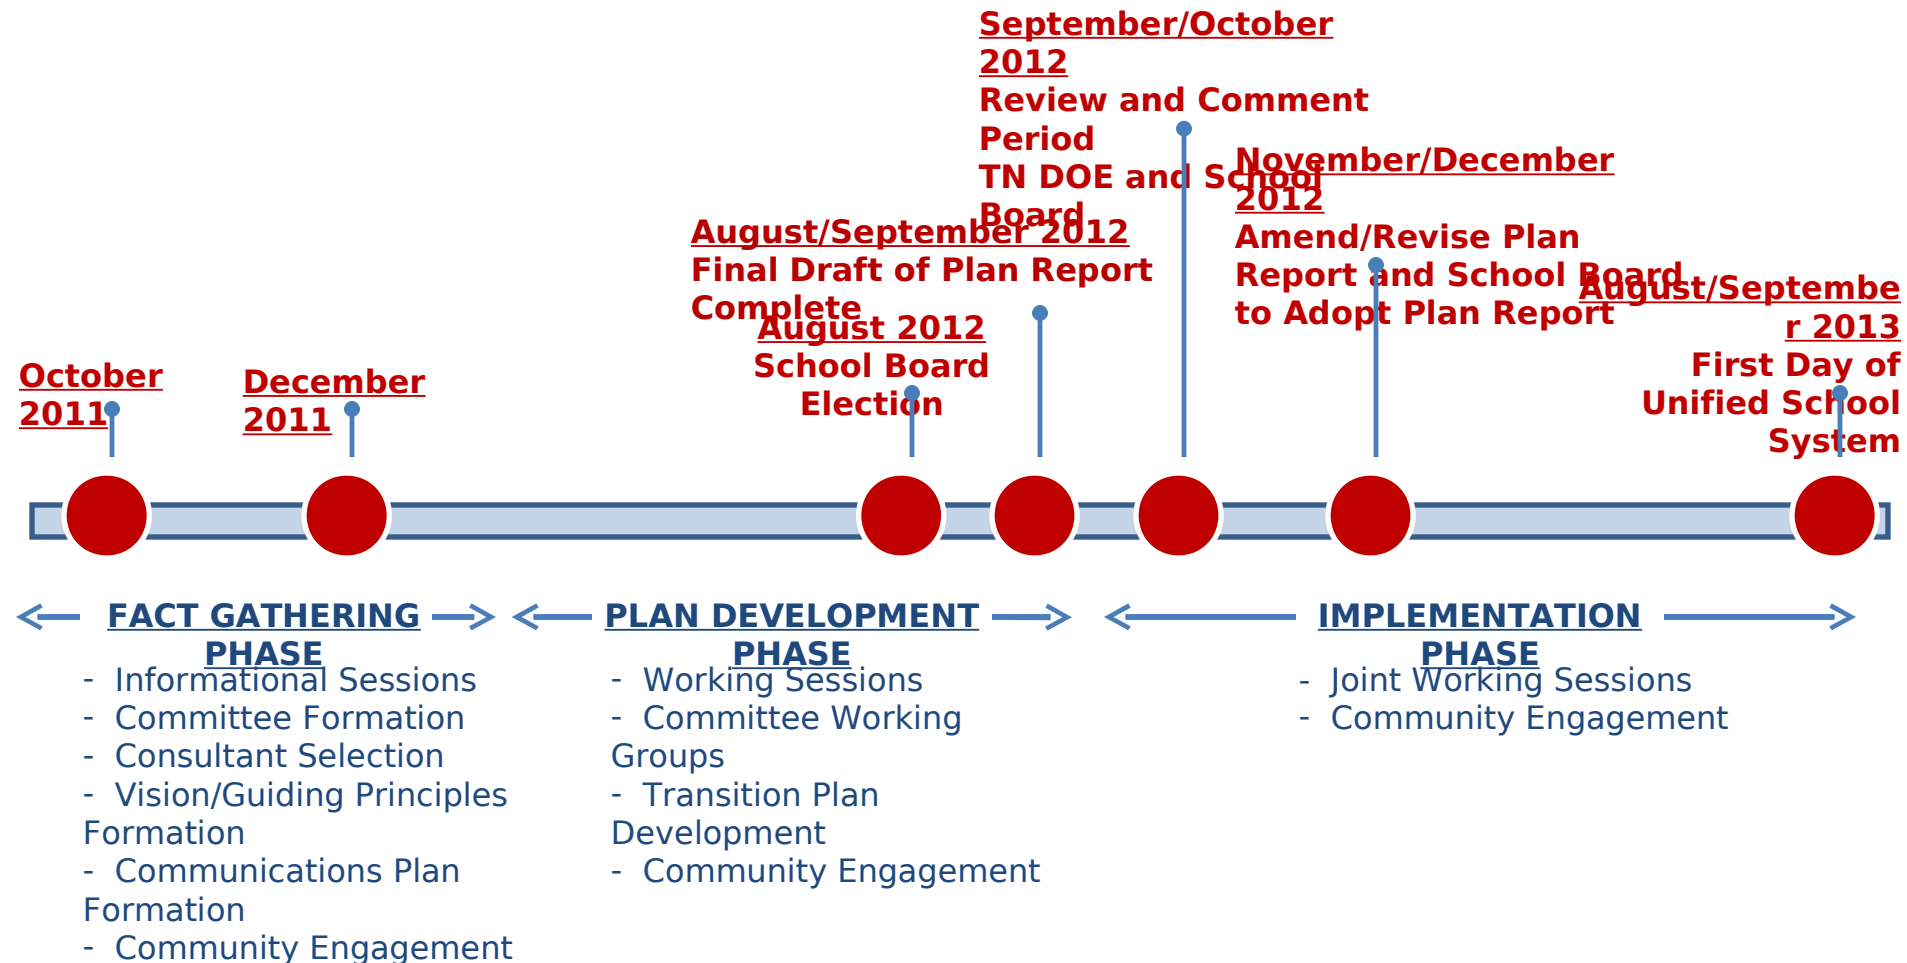 September/October
2012
Review and Comment
Period
TN DOE and School
Board
November/December
2012
Amend/Revise Plan
Report and School Board
to Adopt Plan Report
August/September 2012
Final Draft of Plan Report
Complete
August 2012
School Board
Election
August/Septembe
r 2013
First Day of
Unified School
System
October
2011
December
2011
FACT GATHERING
PHASE
- Informational Sessions
- Committee Formation
- Consultant Selection
- Vision/Guiding Principles
Formation
- Communications Plan
Formation
- Community Engagement
PLAN DEVELOPMENT
PHASE
- Working Sessions
- Committee Working
Groups
- Transition Plan
Development
- Community Engagement
IMPLEMENTATION
PHASE
- Joint Working Sessions
- Community Engagement